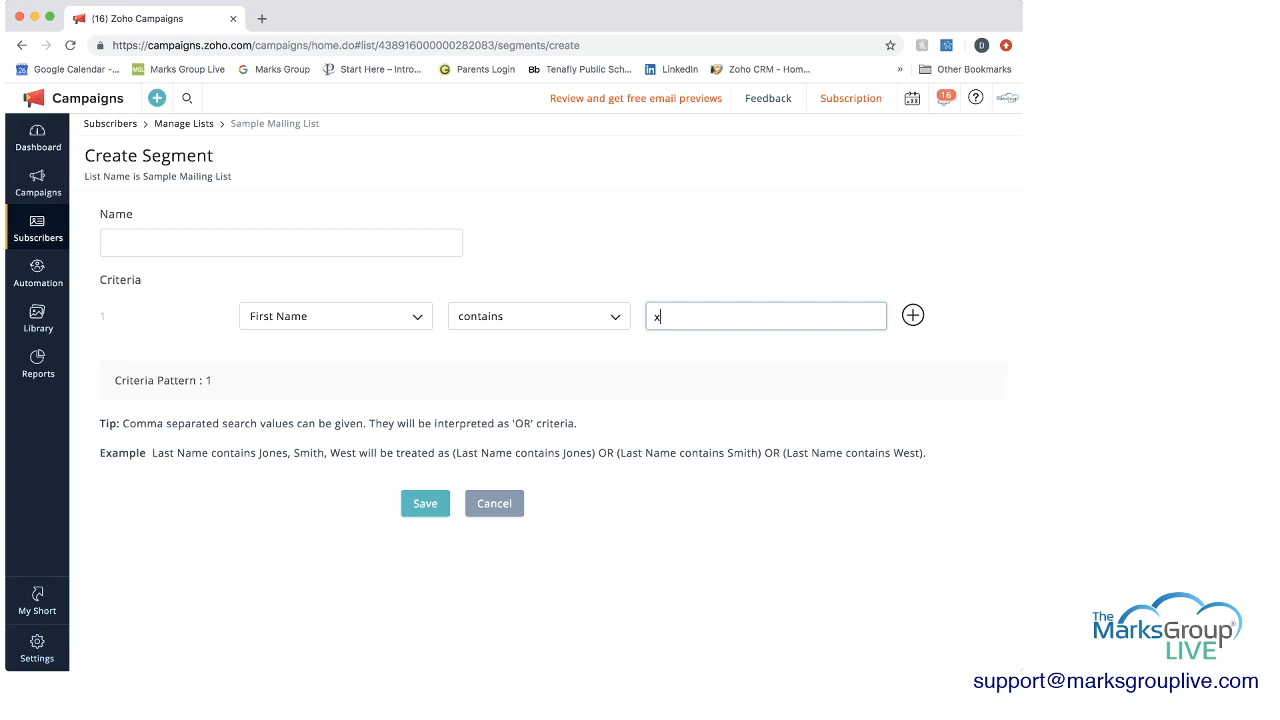 (16) Zoho Campaigns
https://campaigns.zoho.com/campaigns/home.do#list/438916000000282083/segments/create
D
26 Google Calendar -... MGL Marks Group Live G Marks Group Start Here – Intro... G Parents Login Bb Tenafly Public Sch... in LinkedIn Zoho CRM - Hom... » Other Bookmarks
Campaigns Review and get free email previews Feedback Subscription 16
Dashboard
Campaigns
Subscribers
Automation
Library
Reports
My Short
Settings
Subscribers > Manage Lists > Sample Mailing List
Create Segment
List Name is Sample Mailing List
Name
Criteria
1 First Name contains x
Criteria Pattern : 1
Tip: Comma separated search values can be given. They will be interpreted as 'OR' criteria.
Example Last Name contains Jones, Smith, West will be treated as (Last Name contains Jones) OR (Last Name contains Smith) OR (Last Name contains West).
Save Cancel
The
MarksGroup®
LIVE
support@marksgrouplive.com